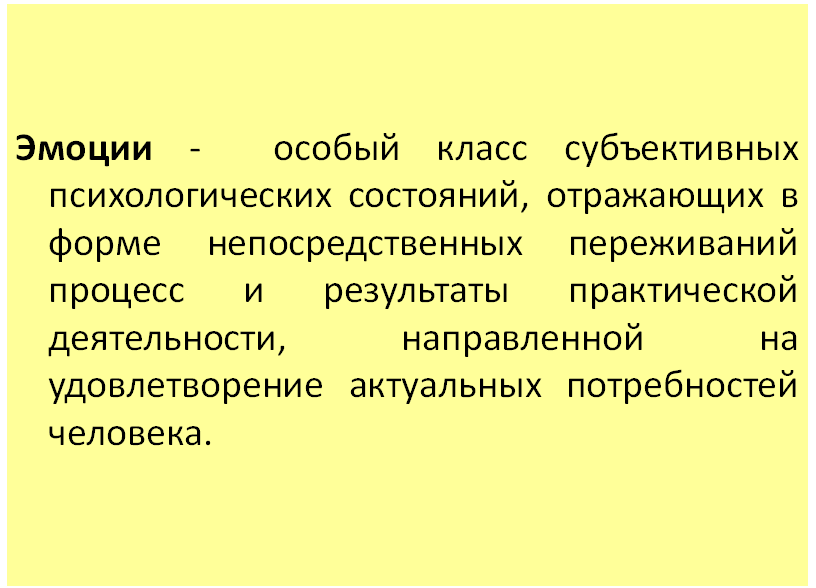 Эмоции - особый класс субъективных
психологических состояний, отражающих в
форме непосредственных переживаний
процесс и результаты практической
деятельности, направленной на
удовлетворение актуальных потребностей
человека.